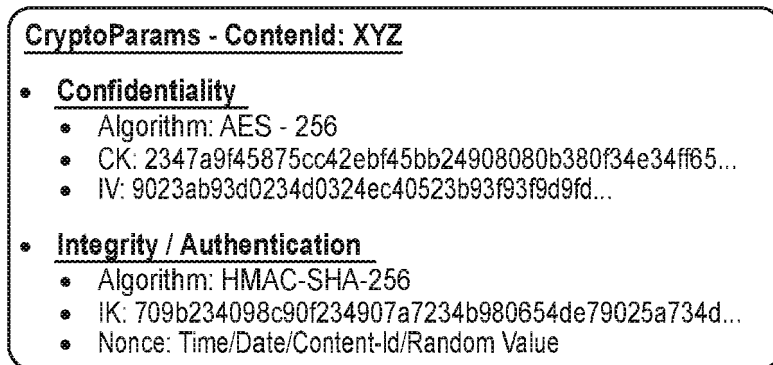 CryptoParams - ContenId: XYZ
• Confidentiality
• Algorithm: AES - 256
• CK: 2347a9f45875cc42ebf45bb24908080b380f34e34ff65...
• IV: 9023ab93d0234d0324ec40523b93f93f9d9fd...
• Integrity / Authentication
• Algorithm: HMAC-SHA-256
• IK: 709b234098c90f234907a7234b980654de79025a734d...
• Nonce: Time/Date/Content-Id/Random Value